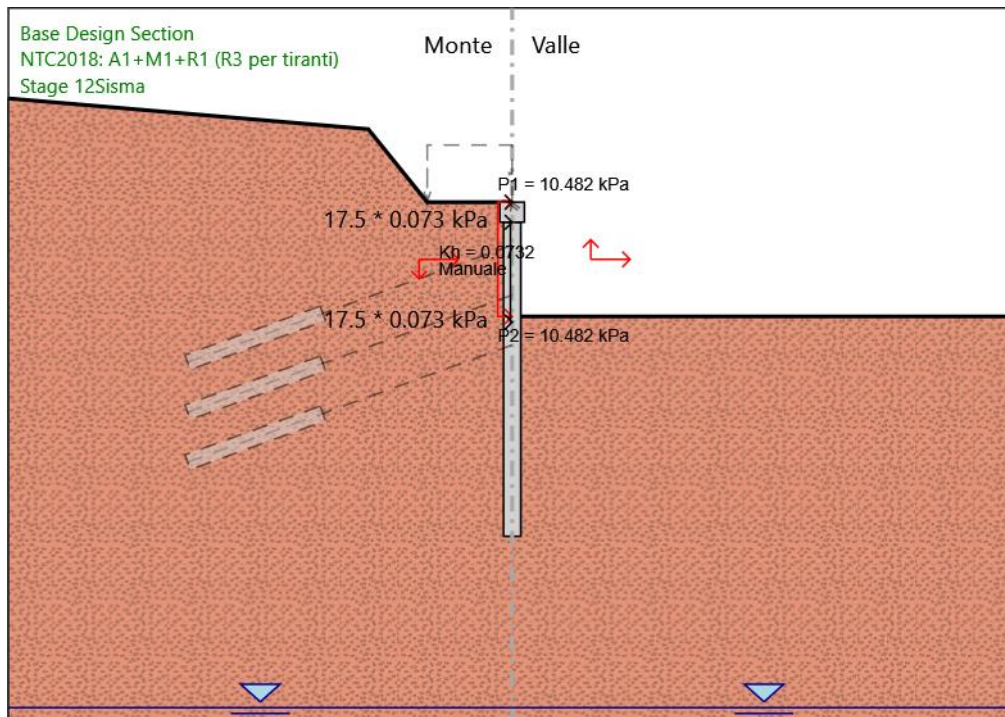 Base Design Section
NTC2018: A1+M1+R1 (R3 per tiranti)
Stage 12Sisma
Monte
Valle
P1 = 10.482 kPa
17.5 * 0.073 kPa
Kh = 0.0732
Manuale
17.5 * 0.073 kPa
P2 = 10.482 kPa